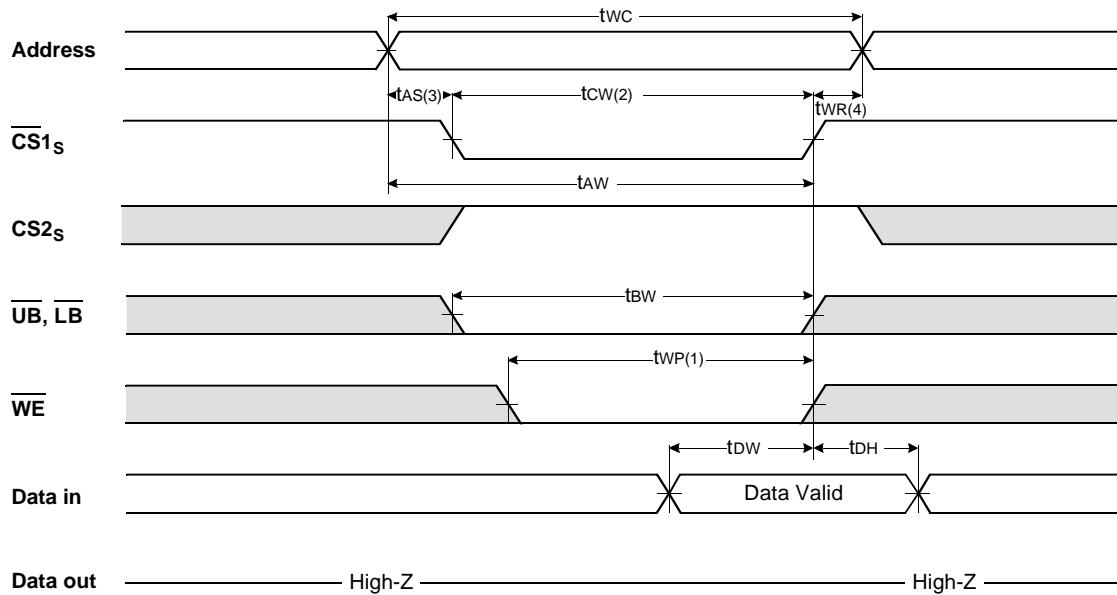 tWC
Address
tAS(3) tCW(2) tWR(4)
CS1S
tAW
CS2S
tBW
UB, LB
tWP(1)
WE
tDW tDH
Data in Data Valid
Data out High-Z High-Z